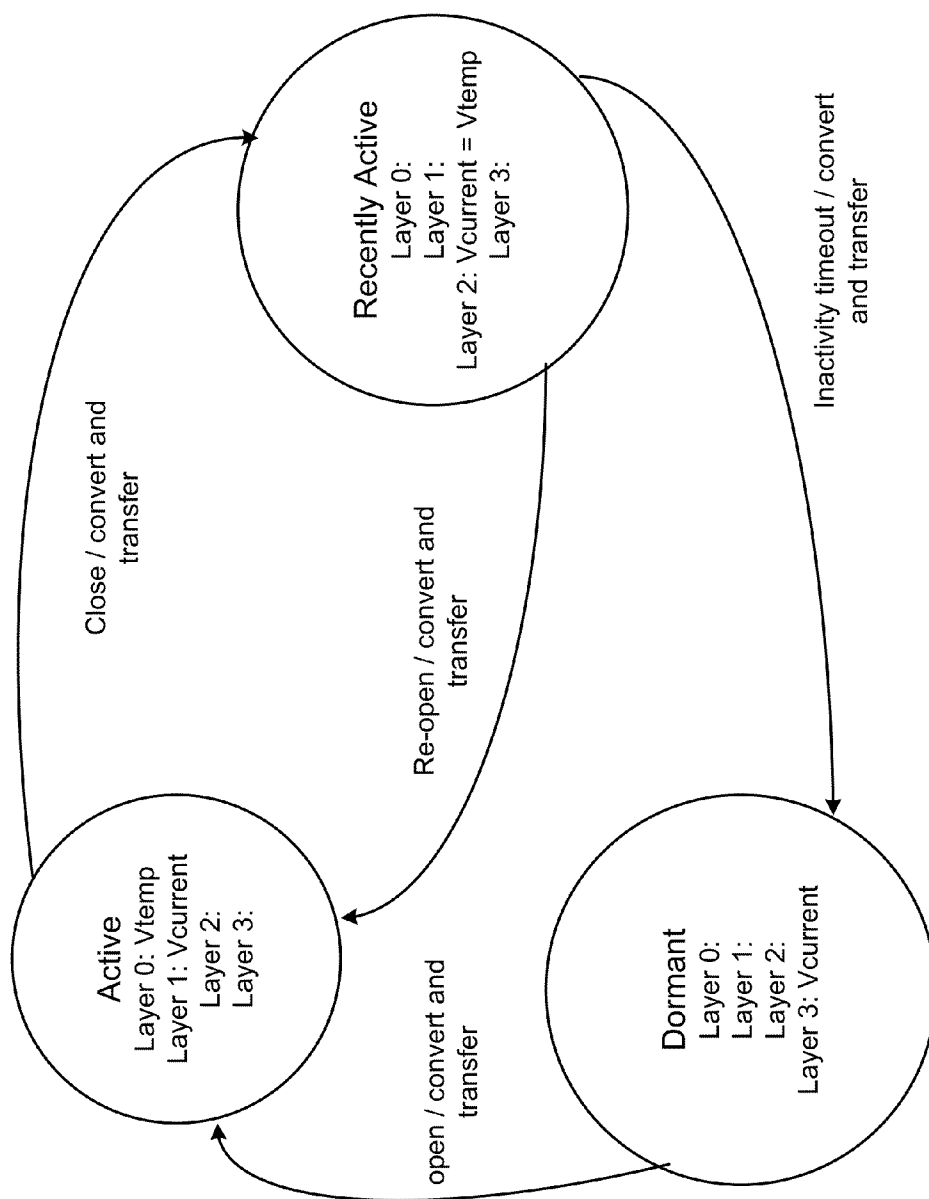 Active
Layer 0: Vtemp
Layer 1: Vcurrent
Layer 2:
Layer 3:
Close / convert and
transfer
Recently Active
Layer 0:
Layer 1:
Layer 2: Vcurrent = Vtemp
Layer 3:
Re-open / convert and
transfer
open / convert and
transfer
Dormant
Layer 0:
Layer 1:
Layer 2:
Layer 3: Vcurrent
Inactivity timeout / convert
and transfer